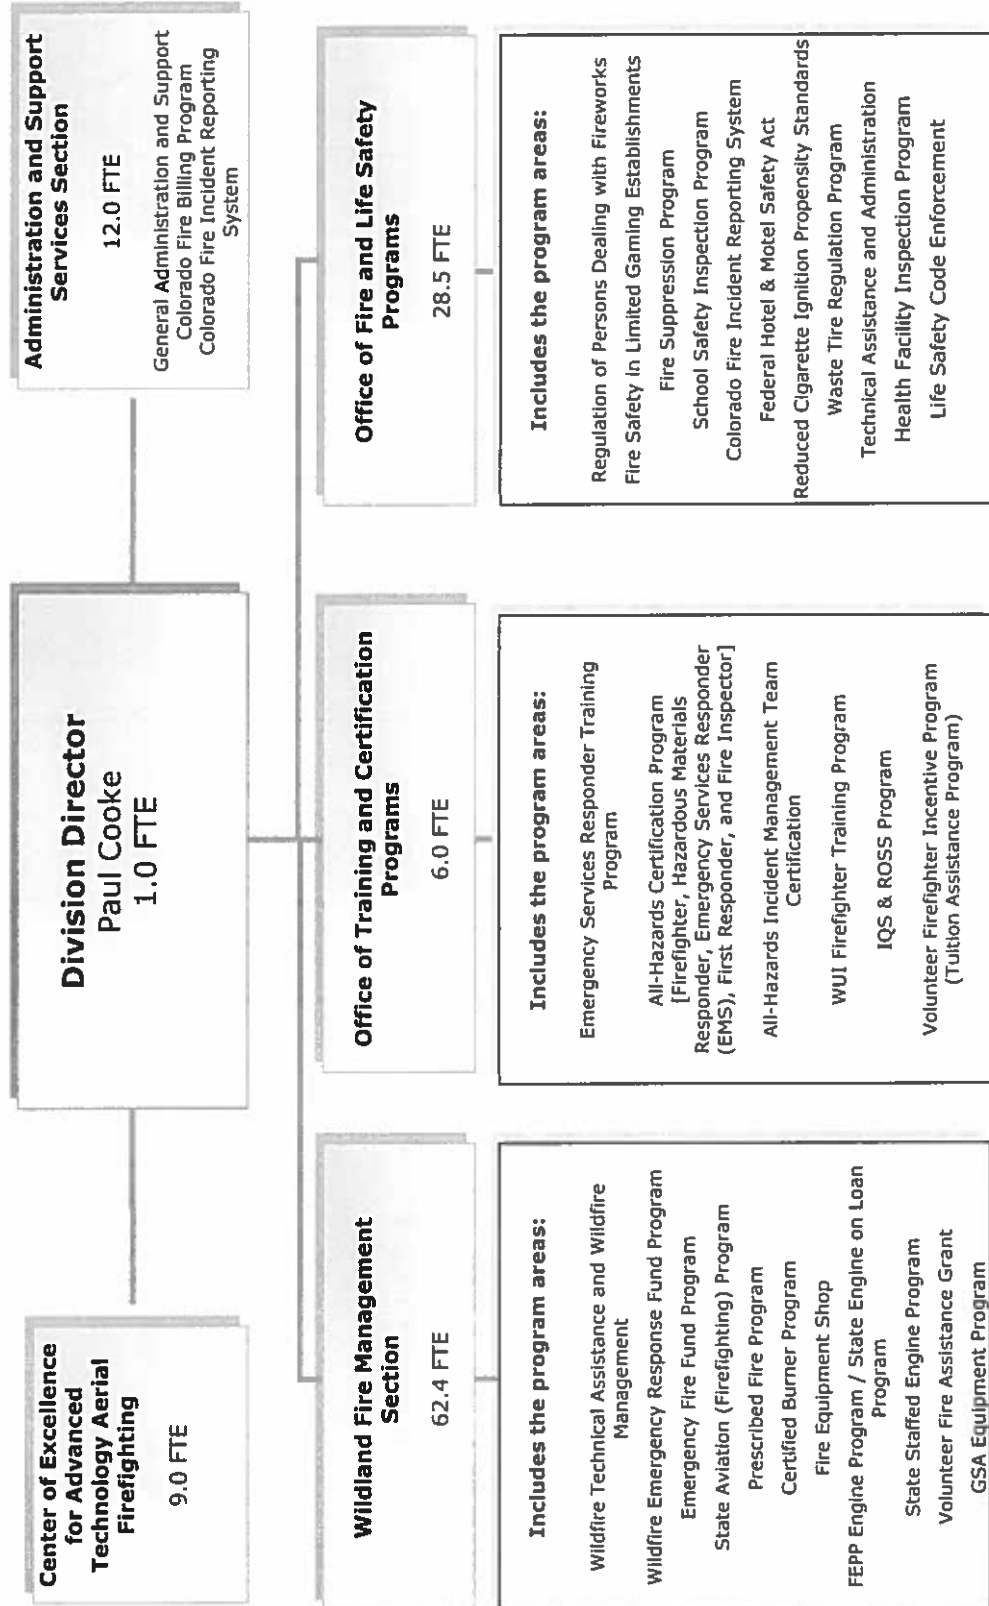 Center of Excellence
for Advanced
Technology Aerial
Firefighting
9.0 FTE
Division Director
Paul Cooke
1.0 FTE
Administration and Support
Services Section
12.0 FTE
General Administration and Support
Colorado Fire Billing Program
Colorado Fire Incident Reporting
System
Wildland Fire Management
Section
62.4 FTE
Office of Training and Certification
Programs
6.0 FTE
Office of Fire and Life Safety
Programs
28.5 FTE
Includes the program areas:
Wildfire Technical Assistance and Wildfire
Management
Wildfire Emergency Response Fund Program
Emergency Fire Fund Program
State Aviation (Firefighting) Program
Prescribed Fire Program
Certified Burner Program
Fire Equipment Shop
FEPP Engine Program / State Engine on Loan
Program
State Staffed Engine Program
Volunteer Fire Assistance Grant
GSA Equipment Program
Includes the program areas:
Emergency Services Responder Training
Program
All-Hazards Certification Program
[Firefighter, Hazardous Materials
Responder, Emergency Services Responder
(EMS), First Responder, and Fire Inspector]
All-Hazards Incident Management Team
Certification
WUI Firefighter Training Program
IQS & ROSS Program
Volunteer Firefighter Incentive Program
(Tuition Assistance Program)
Includes the program areas:
Regulation of Persons Dealing with Fireworks
Fire Safety In Limited Gaming Establishments
Fire Suppression Program
School Safety Inspection Program
Colorado Fire Incident Reporting System
Federal Hotel & Motel Safety Act
Reduced Cigarette Ignition Propensity Standards
Waste Tire Regulation Program
Technical Assistance and Administration
Health Facility Inspection Program
Life Safety Code Enforcement